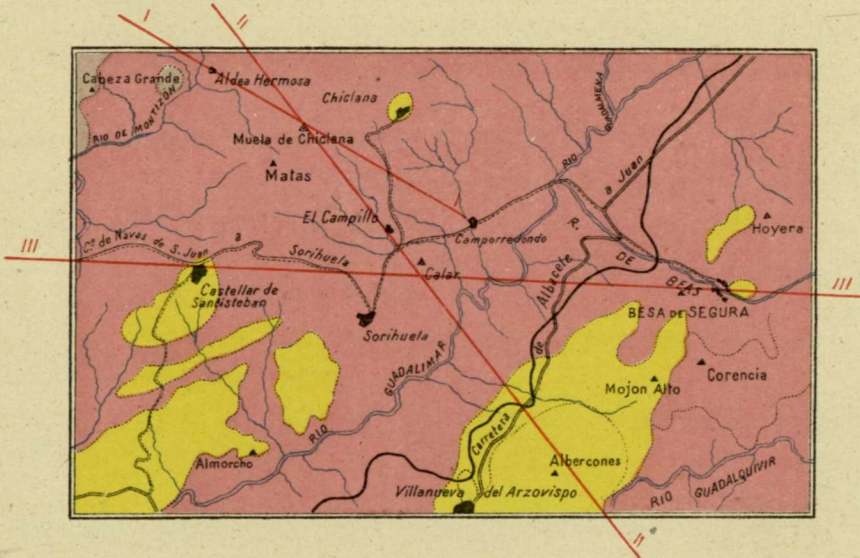 I
II
Cabeza Grande
Aldea Hermosa
Chiclana
RIO DE MONTIZÓN
Muela de Chiclana
Matas
RIO GUADALMENA
a Juan
El Campillo
I
Camporredondo
Hoyera
III
Cª de Navas de S. Juan a Sorihuela
Calar
R. DE BEAS
III
Castellar de
Santisteban
BESA DE SEGURA
Sorihuela
RIO GUADALIMAR
Carretera de Albacete
Mojon Alto
Corencia
Almorcho
Albercones
Villanueva del Arzovispo
RIO GUADALQUIVIR
II